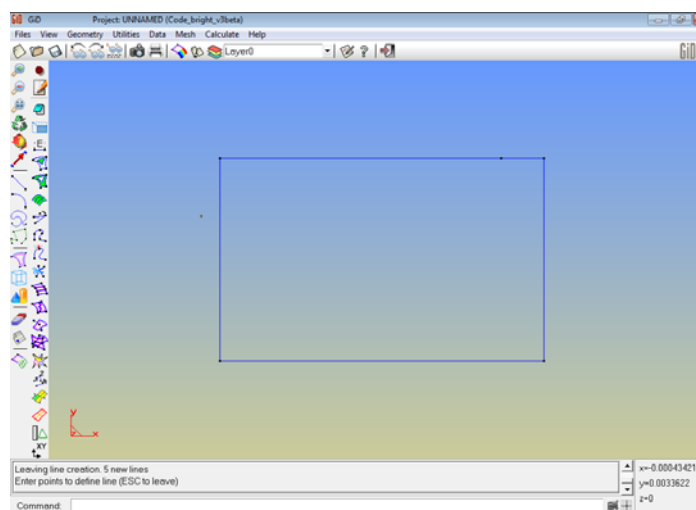 GiD Project: UNNAMED (Code_bright_v3beta)
Files View Geometry Utilities Data Mesh Calculate Help
Layer0
GiD
E
z
y
x
XY
Leaving line creation. 5 new lines
Enter points to define line (ESC to leave)
Command:
x=-0.00043421
y=0.0033622
z=0